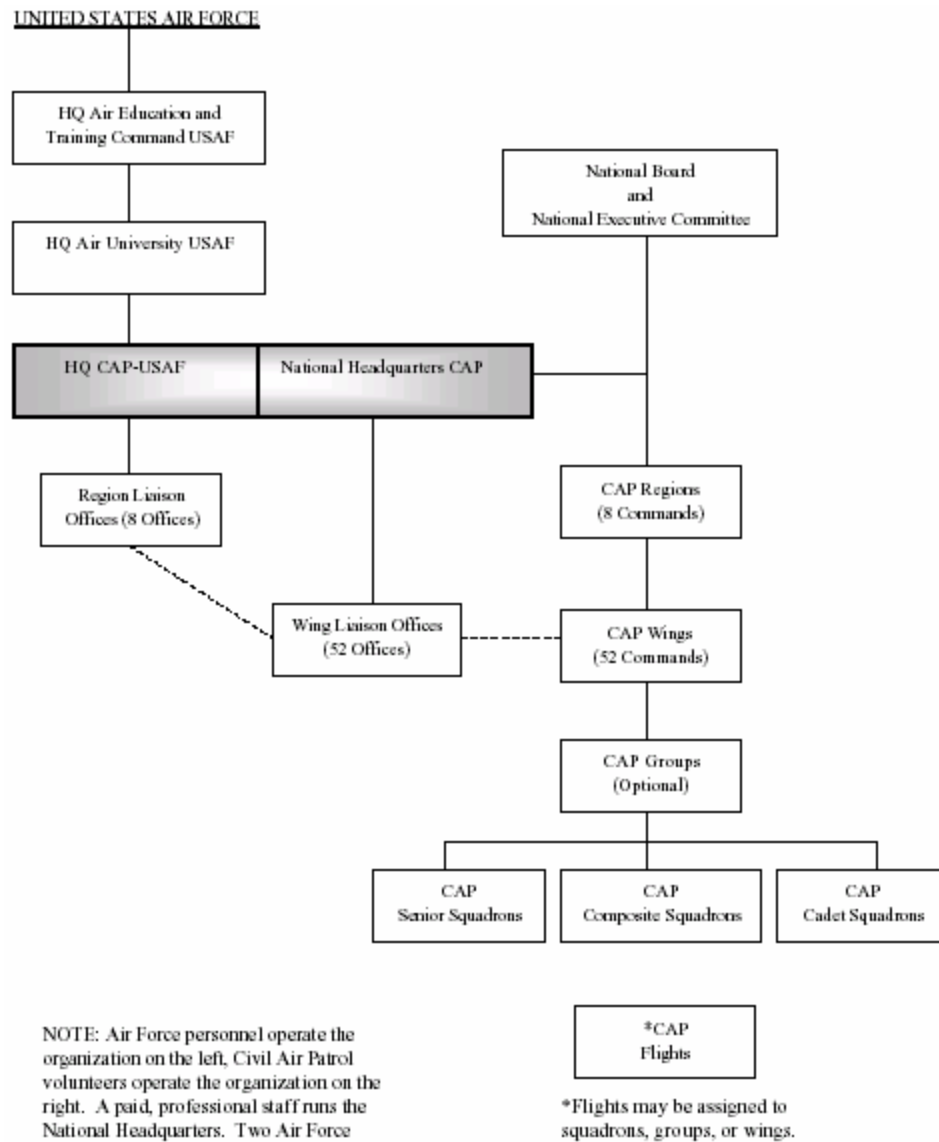 UNITED STATES AIR FORCE
HQ Air Education and
Training Command USAF
National Board
and
National Executive Committee
HQ Air University USAF
HQ CAP-USAF
National Headquarters CAP
Region Liaison
Offices (8 Offices)
CAP Regions
(8 Commands)
Wing Liaison Offices
(52 Offices)
CAP Wings
(52 Commands)
CAP Groups
(Optional)
CAP
Senior Squadrons
CAP
Composite Squadrons
CAP
Cadet Squadrons
NOTE: Air Force personnel operate the
organization on the left, Civil Air Patrol
volunteers operate the organization on the
right. A paid, professional staff runs the
National Headquarters. Two Air Force
*CAP
Flights
*Flights may be assigned to
squadrons, groups, or wings.